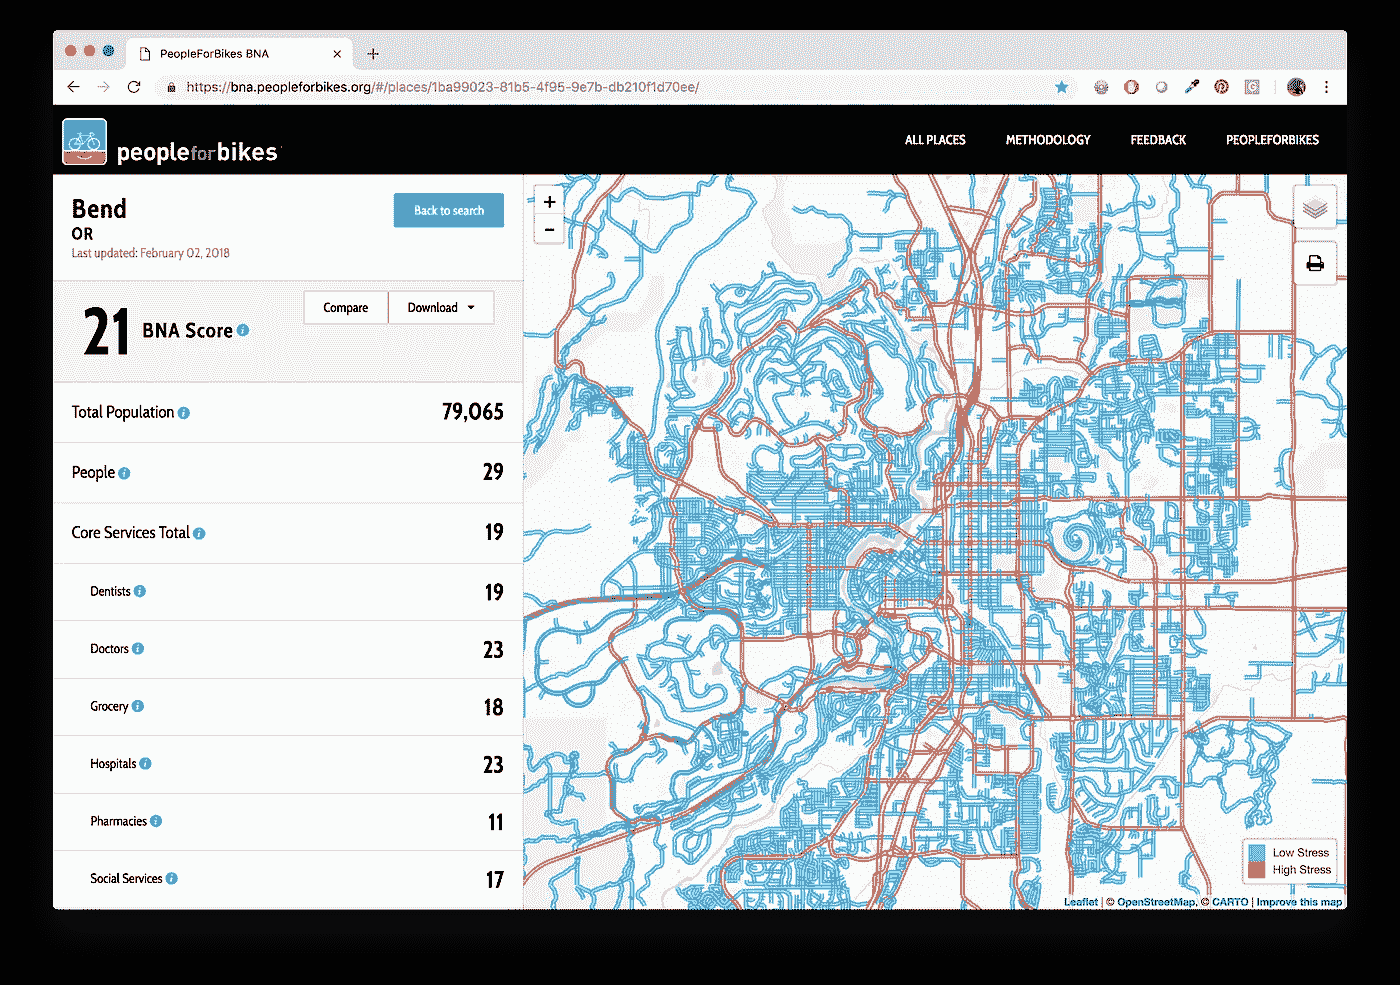 PeopleForBikes BNA
https://bna.peopleforbikes.org/#/places/1ba99023-81b5-4f95-9e7b-db210f1d70ee/
peopleforbikes
ALL PLACES
METHODOLOGY
FEEDBACK
PEOPLEFORBIKES
Bend
OR
Last updated: February 02, 2018
Back to search
21 BNA Score
Compare
Download
Total Population 79,065
People 29
Core Services Total 19
Dentists 19
Doctors 23
Grocery 18
Hospitals 23
Pharmacies 11
Social Services 17
+
-
Low Stress
High Stress
Leaflet | © OpenStreetMap, © CARTO | Improve this map